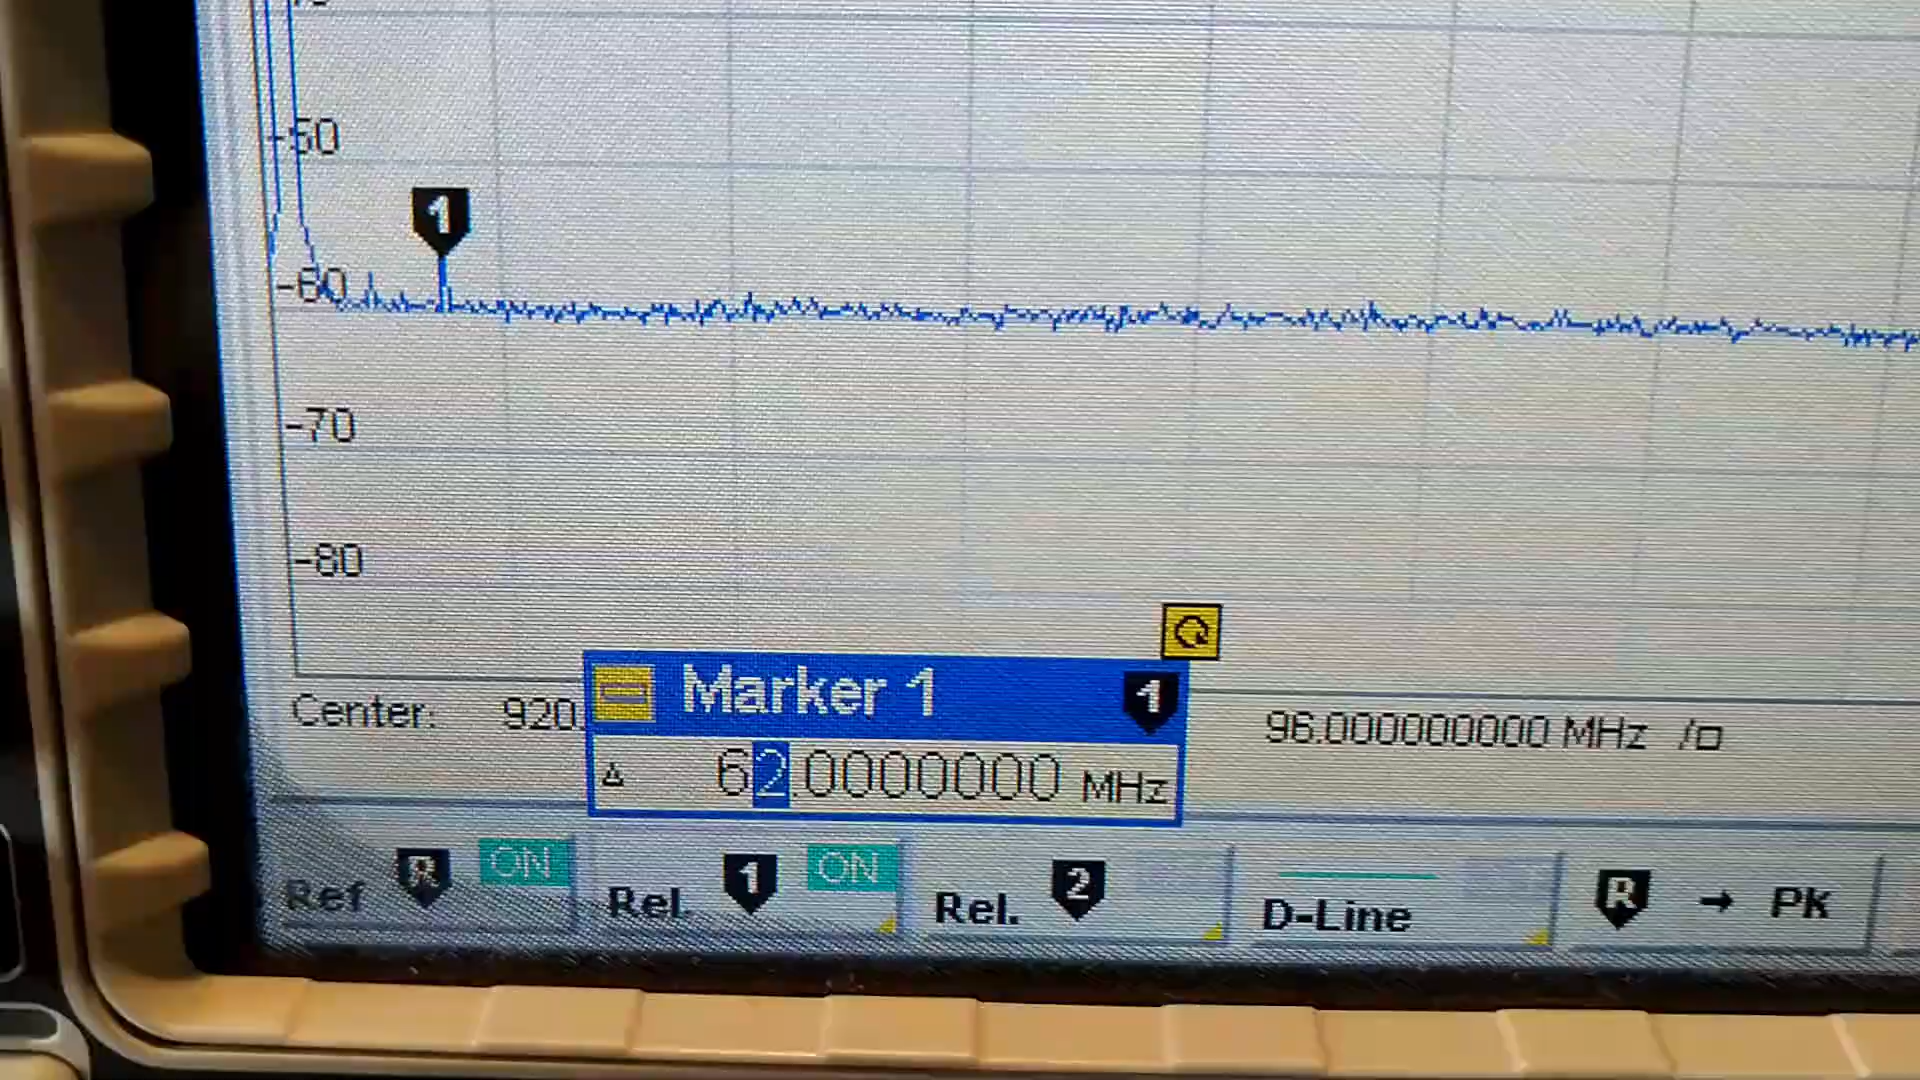 -50
1
-60
-70
-80
Marker 1 1
Center: 920. 96.000000000 MHz /
Δ 62.0000000 MHz
Ref R ON Rel. 1 ON Rel. 2 D-Line R → PK